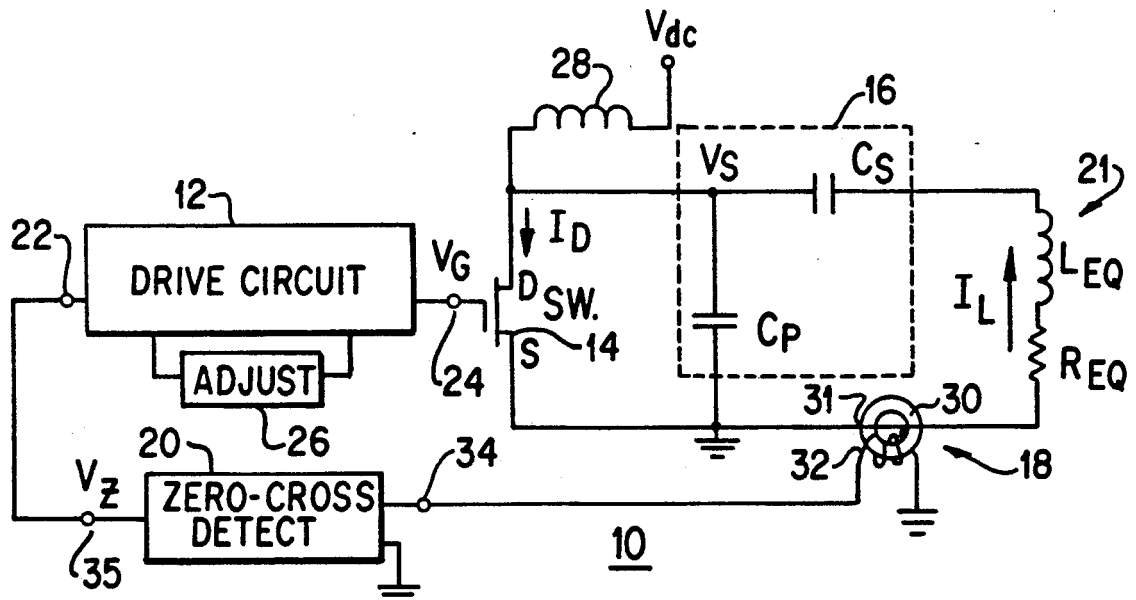 Vdc
28
16
VS
CS
21
12
22
DRIVE CIRCUIT
VG
ID
D
SW.
S
14
24
CP
IL
LEQ
REQ
ADJUST
26
31
30
32
18
20
34
VZ
ZERO-CROSS
DETECT
35
10